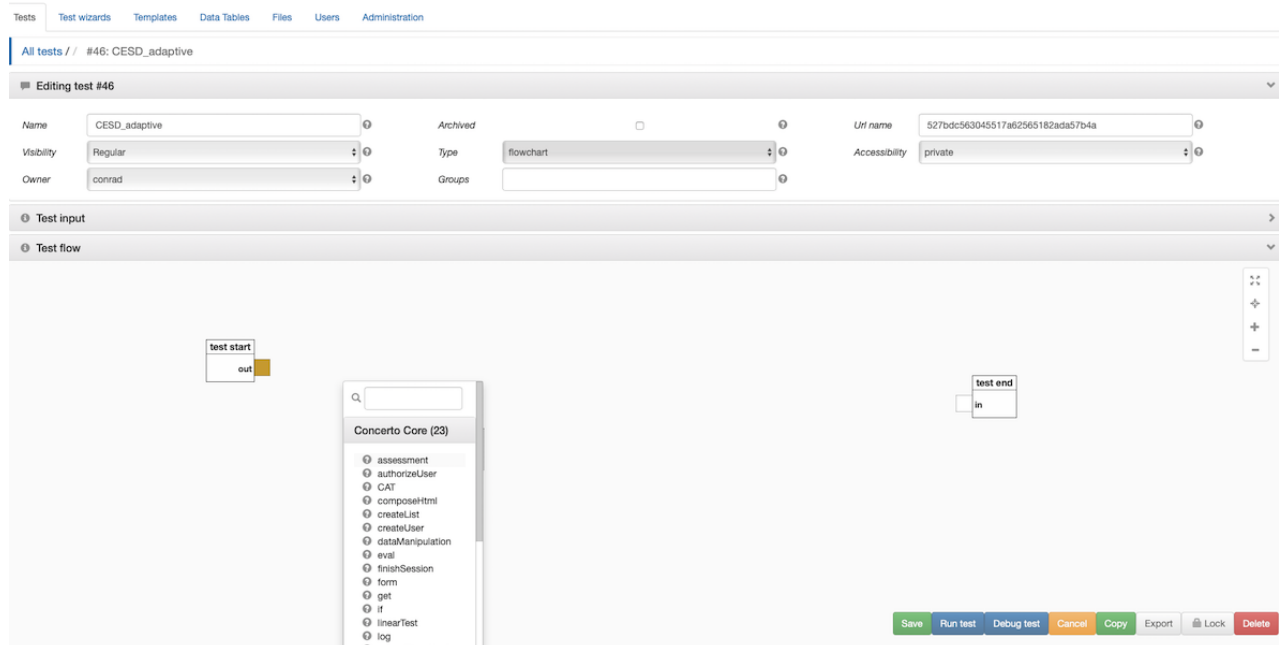 Tests Test wizards Templates Data Tables Files Users Administration
All tests / / #46: CESD_adaptive
Editing test #46
Name CESD_adaptive Archived Url name 527bdc563045517a62565182ada57b4a
Visibility Regular Type flowchart Accessibility private
Owner conrad Groups
Test input
Test flow
test start
out
test end
in
Concerto Core (23)
assessment
authorizeUser
CAT
composeHtml
createList
createUser
dataManipulation
eval
finishSession
form
get
if
linearTest
log
Save Run test Debug test Cancel Copy Export Lock Delete